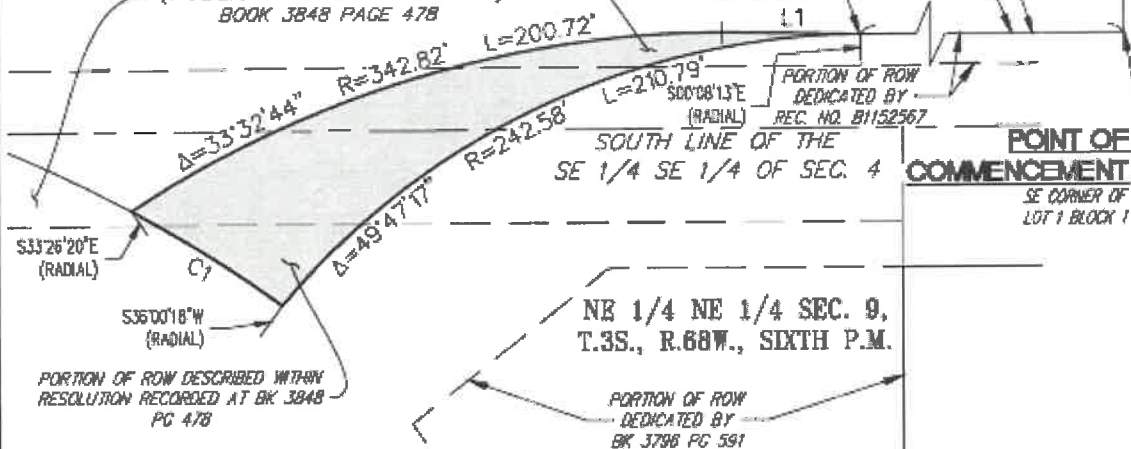 BOOK 3848 PAGE 478
L1
L=200.72'
R=342.82'
Δ=33°32'44"
L=210.79'
R=242.58'
Δ=49°47'17"
S00°08'13"E
(RADIAL)
PORTION OF ROW
DEDICATED BY
REC. NO. B1152567
SOUTH LINE OF THE
SE 1/4 SE 1/4 OF SEC. 4
POINT OF
COMMENCEMENT
SE CORNER OF
LOT 1 BLOCK 1
S33°26'20"E
(RADIAL)
C1
S36°00'18"W
(RADIAL)
NE 1/4 NE 1/4 SEC. 9,
T.3S., R.68W., SIXTH P.M.
PORTION OF ROW DESCRIBED WITHIN
RESOLUTION RECORDED AT BK 3848
PG 478
PORTION OF ROW
DEDICATED BY
BK 3796 PG 591